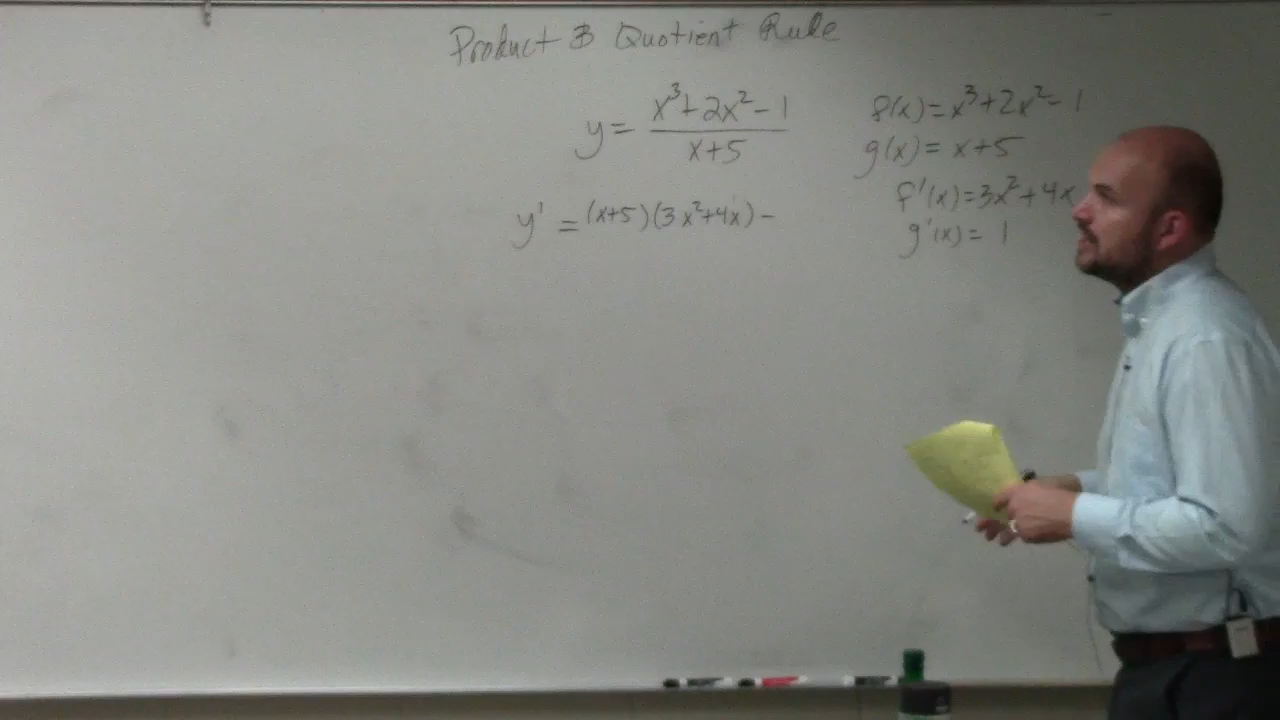 Product & Quotient Rule
y = (x³+2x²-1)/(x+5)
f(x)=x³+2x²-1
g(x)= x+5
f'(x)=3x²+4x
g'(x)= 1
y' = (x+5)(3x²+4x) -